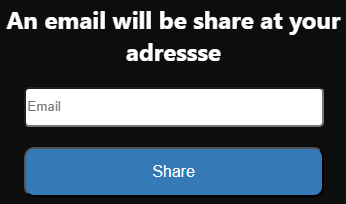 An email will be share at your
adressse
Email
Share